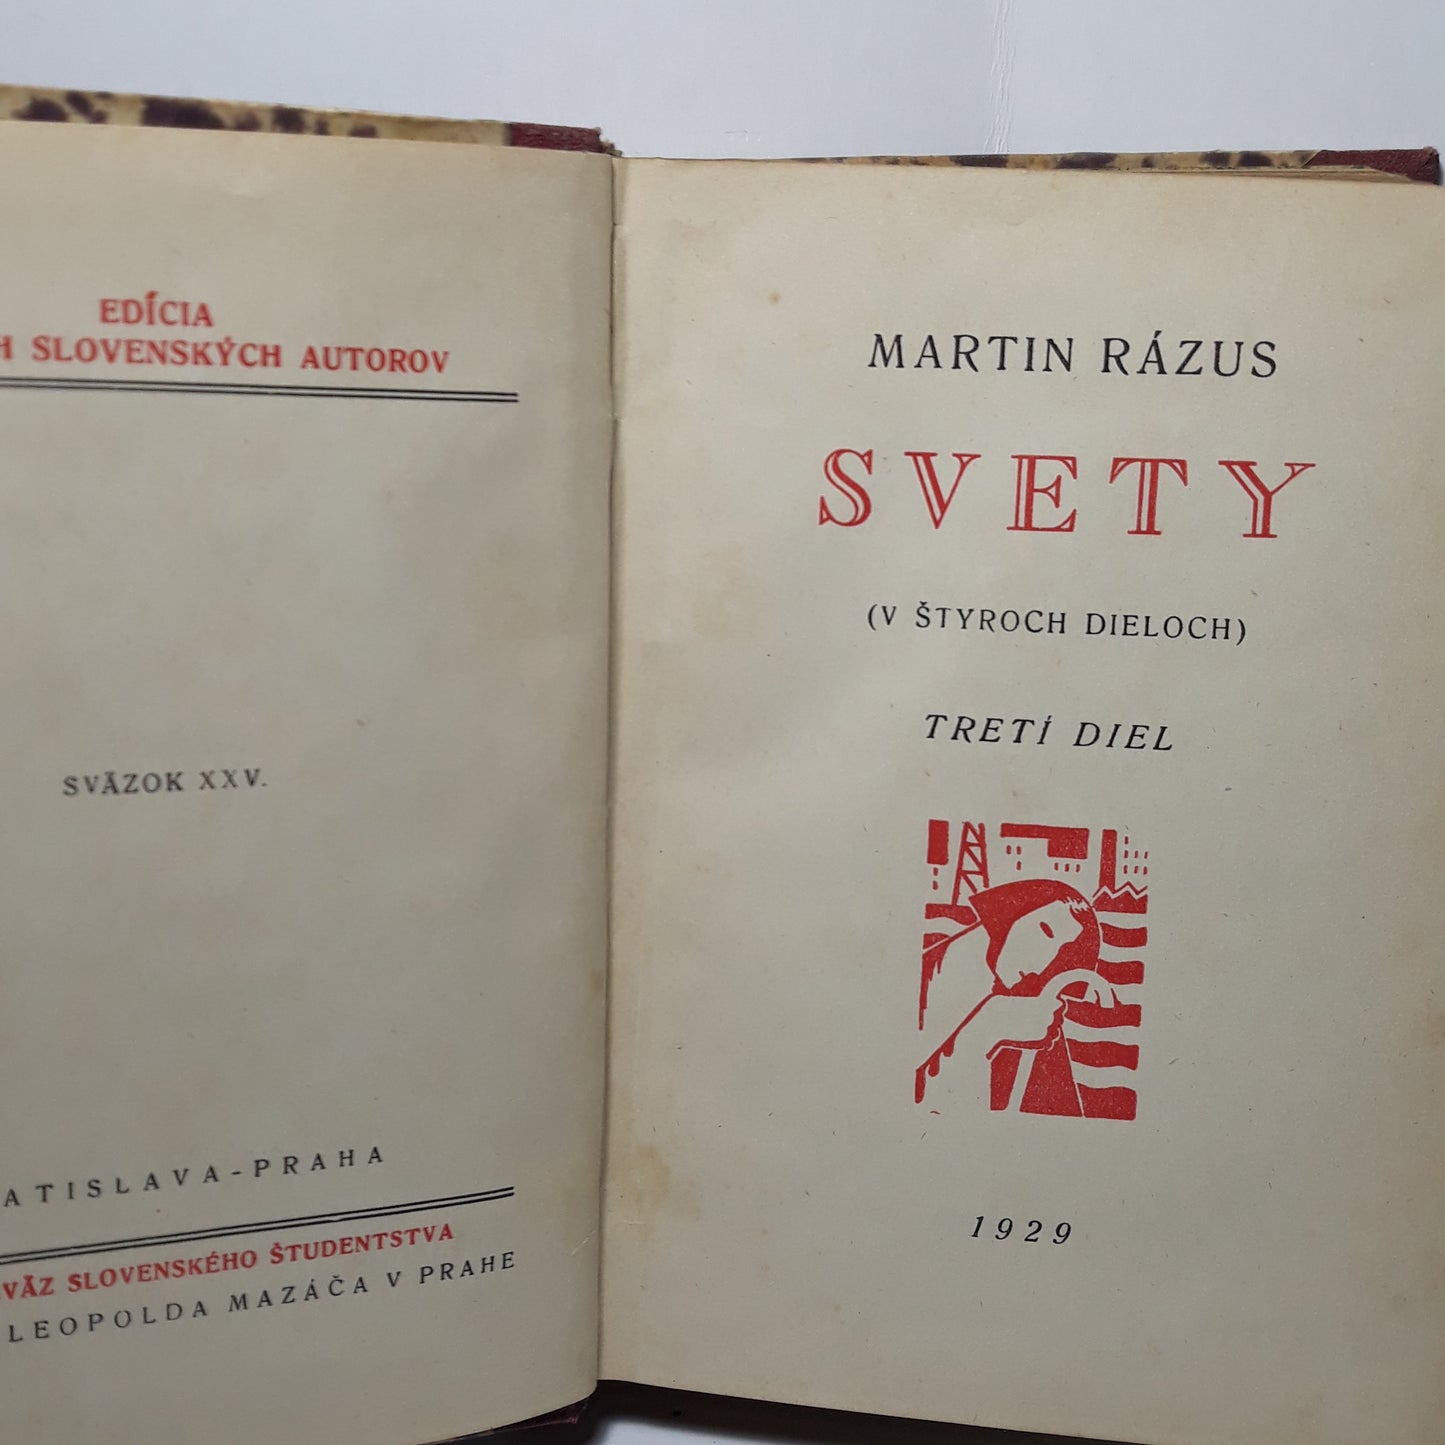 EDÍCIA
SLOVENSKÝCH AUTOROV
SVÄZOK XXV.
ATISLAVA-PRAHA
VÄZ SLOVENSKÉHO ŠTUDENTSTVA
LEOPOLDA MAZÁČA V PRAHE
MARTIN RÁZUS
SVETY
(V ŠTYROCH DIELOCH)
TRETÍ DIEL
1929